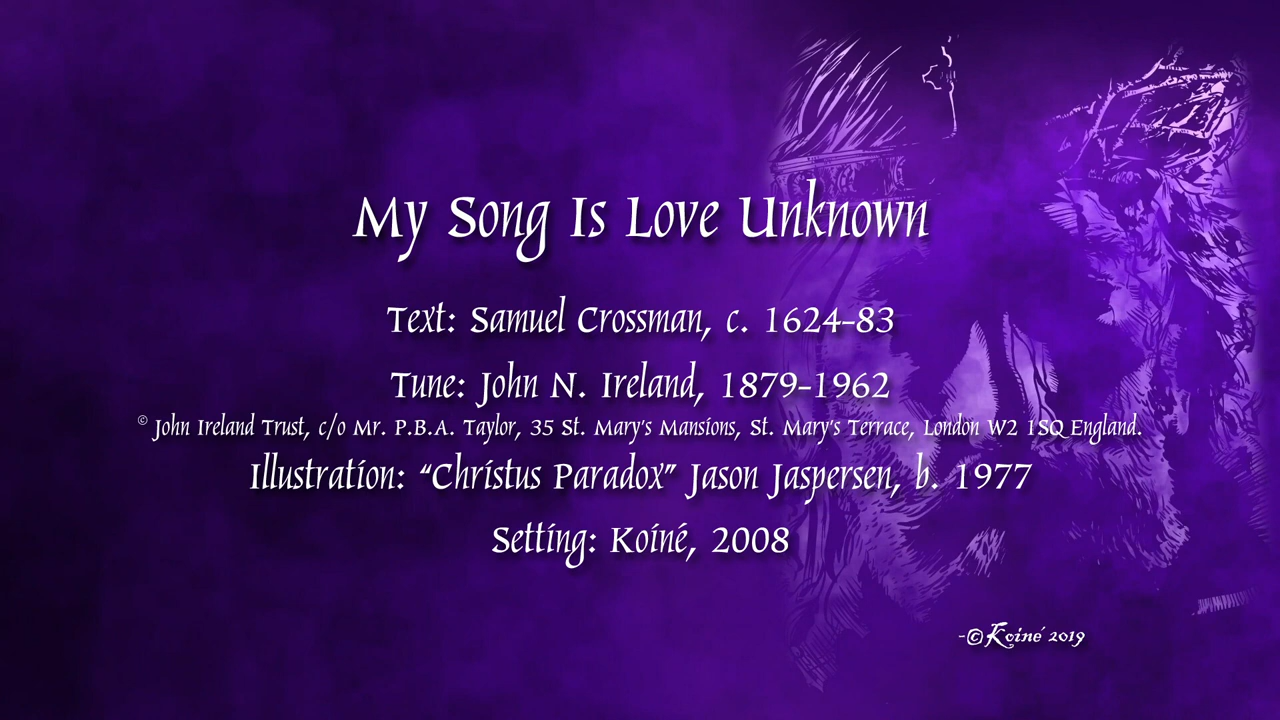 My Song Is Love Unknown
Text: Samuel Crossman, c. 1624-83
Tune: John N. Ireland, 1879-1962
© John Ireland Trust, c/o Mr. P.B.A. Taylor, 35 St. Mary's Mansions, St. Mary's Terrace, London W2 1SQ England.
Illustration: “Christus Paradox” Jason Jaspersen, b. 1977
Setting: Koiné, 2008
-©Koiné 2019